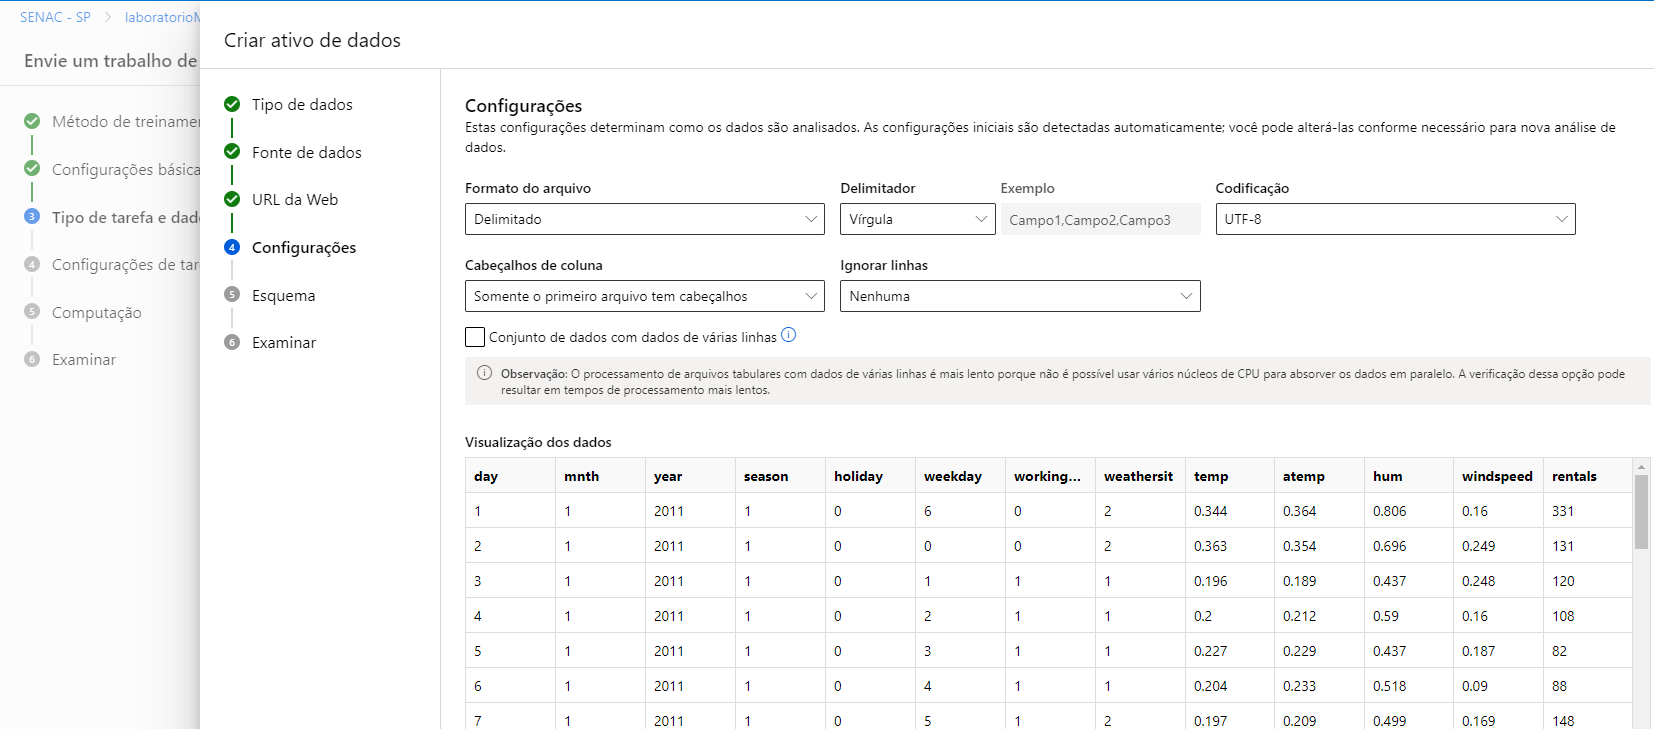 SENAC - SP > laboratorioM
Envie um trabalho de
Método de treinamen
Configurações básica
3 Tipo de tarefa e dado
4 Configurações de tar
5 Computação
6 Examinar
Criar ativo de dados
Tipo de dados
Fonte de dados
URL da Web
4 Configurações
5 Esquema
6 Examinar
Configurações
Estas configurações determinam como os dados são analisados. As configurações iniciais são detectadas automaticamente; você pode alterá-las conforme necessário para nova análise de
dados.
Formato do arquivo Delimitador Exemplo Codificação
Delimitado Vírgula Campo1,Campo2,Campo3 UTF-8
Cabeçalhos de coluna Ignorar linhas
Somente o primeiro arquivo tem cabeçalhos Nenhuma
Conjunto de dados com dados de várias linhas
Observação: O processamento de arquivos tabulares com dados de várias linhas é mais lento porque não é possível usar vários núcleos de CPU para absorver os dados em paralelo. A verificação dessa opção pode
resultar em tempos de processamento mais lentos.
Visualização dos dados
day mnth year season holiday weekday working... weathersit temp atemp hum windspeed rentals
1 1 2011 1 0 6 0 2 0.344 0.364 0.806 0.16 331
2 1 2011 1 0 0 0 2 0.363 0.354 0.696 0.249 131
3 1 2011 1 0 1 1 1 0.196 0.189 0.437 0.248 120
4 1 2011 1 0 2 1 1 0.2 0.212 0.59 0.16 108
5 1 2011 1 0 3 1 1 0.227 0.229 0.437 0.187 82
6 1 2011 1 0 4 1 1 0.204 0.233 0.518 0.09 88
7 1 2011 1 0 5 1 2 0.197 0.209 0.499 0.169 148